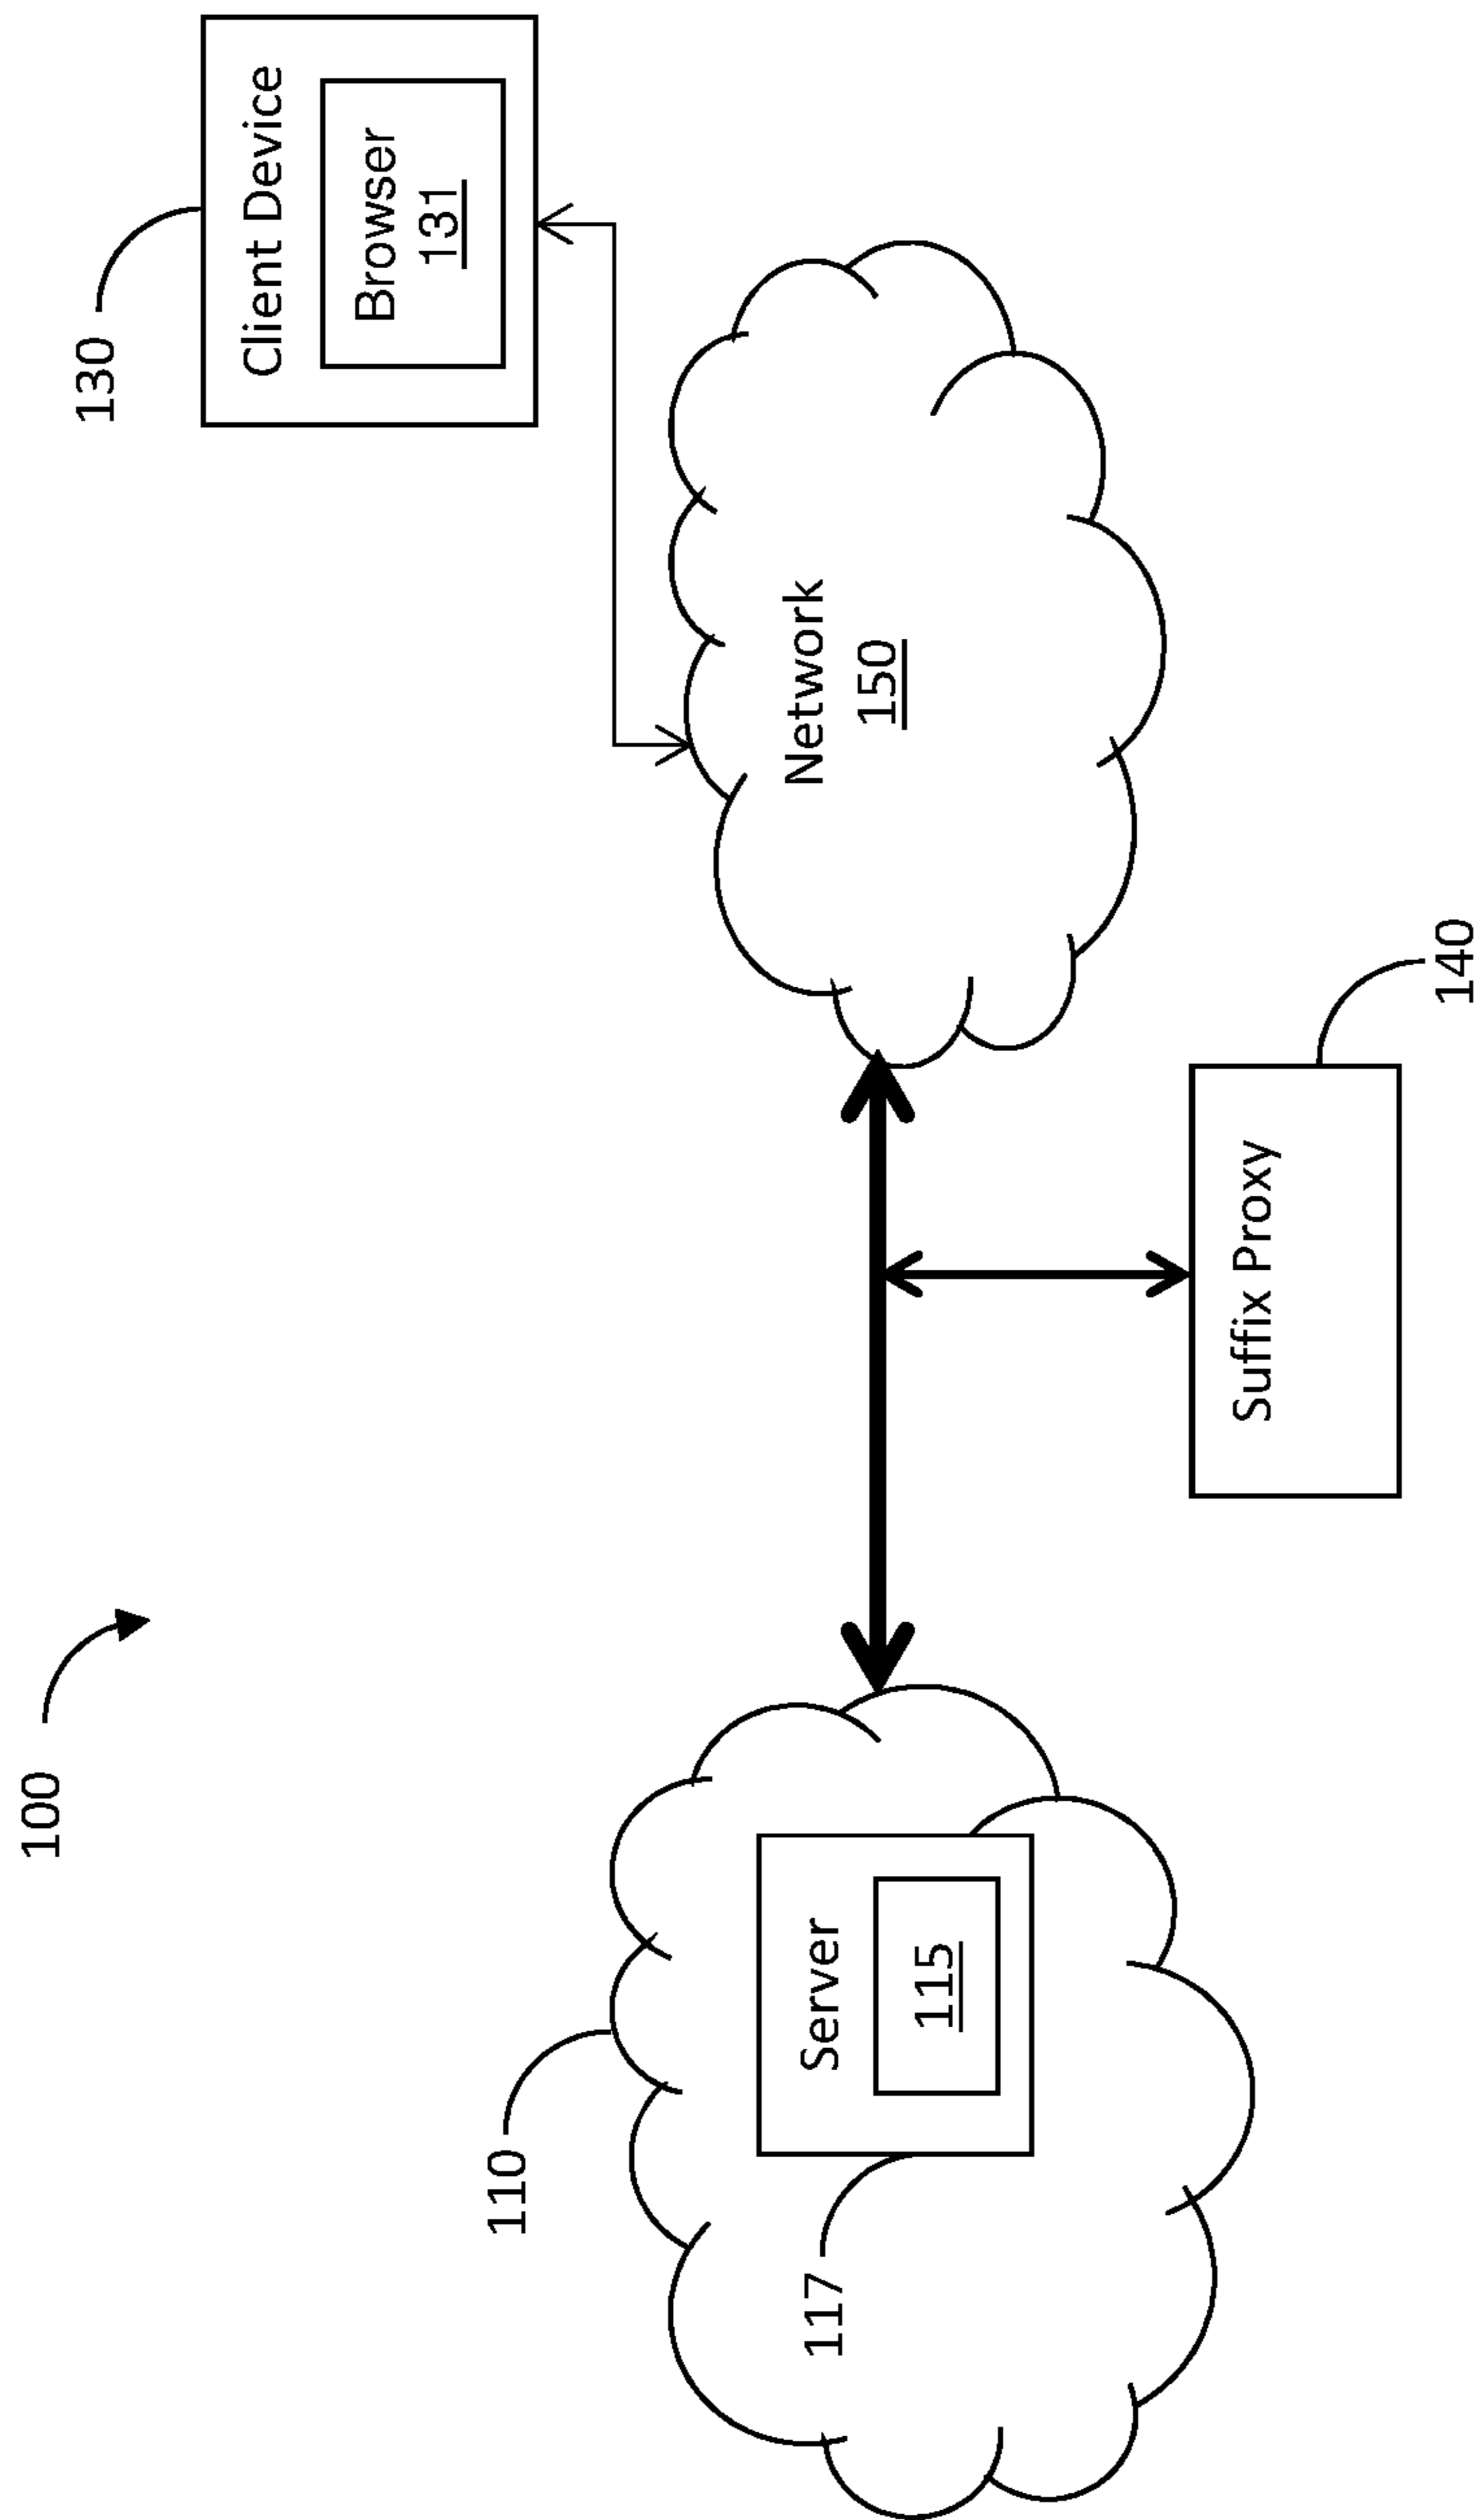 100
110
117
Server
115
Suffix Proxy
140
Network
150
130
Client Device
Browser
131